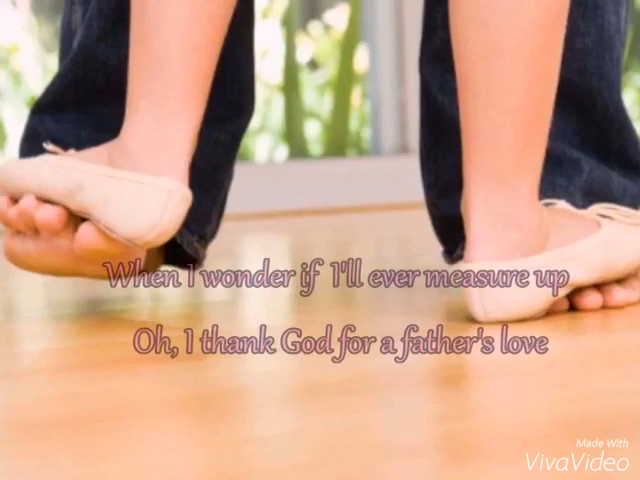 When I wonder if I'll ever measure up
Oh, I thank God for a father's love
Made With
VivaVideo